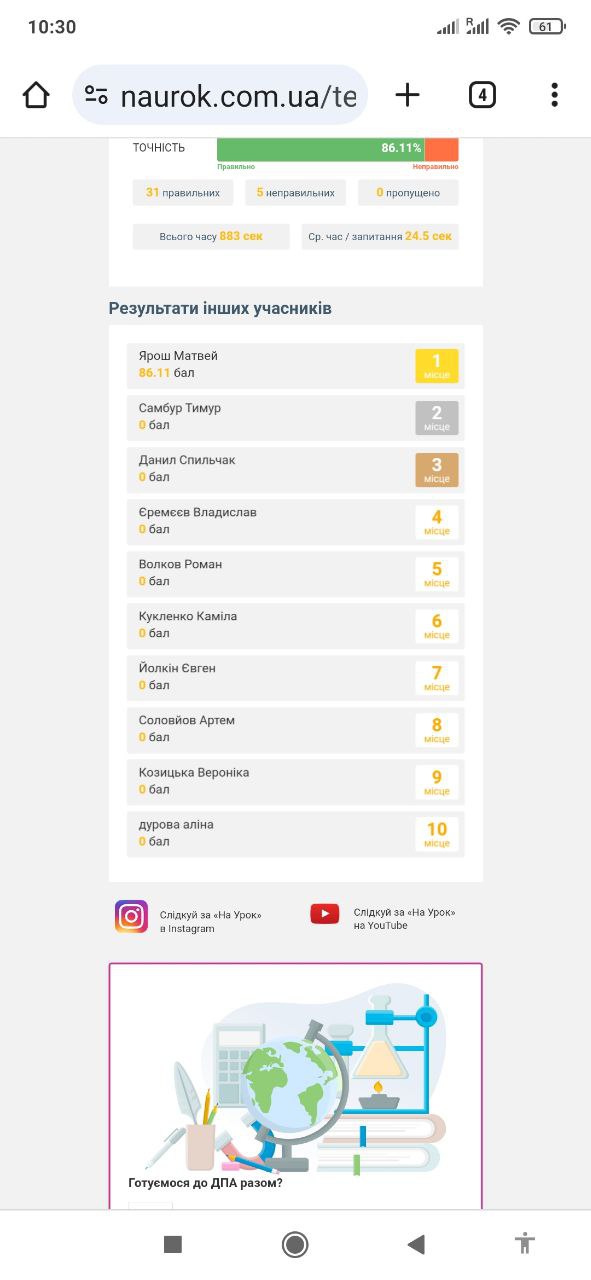 10:30
R
61
naurok.com.ua/te
4
ТОЧНІСТЬ
86.11%
Правильно
Неправильно
31 правильних
5 неправильних
0 пропущено
Всього часу 883 сек
Ср. час / запитання 24.5 сек
Результати інших учасників
Ярош Матвей
86.11 бал
1
місце
Самбур Тимур
0 бал
2
місце
Данил Спильчак
0 бал
3
місце
Єремєєв Владислав
0 бал
4
місце
Волков Роман
0 бал
5
місце
Кукленко Каміла
0 бал
6
місце
Йолкін Євген
0 бал
7
місце
Соловйов Артем
0 бал
8
місце
Козицька Вероніка
0 бал
9
місце
дурова аліна
0 бал
10
місце
Слідкуй за «На Урок»
в Instagram
Слідкуй за «На Урок»
на YouTube
Готуємося до ДПА разом?